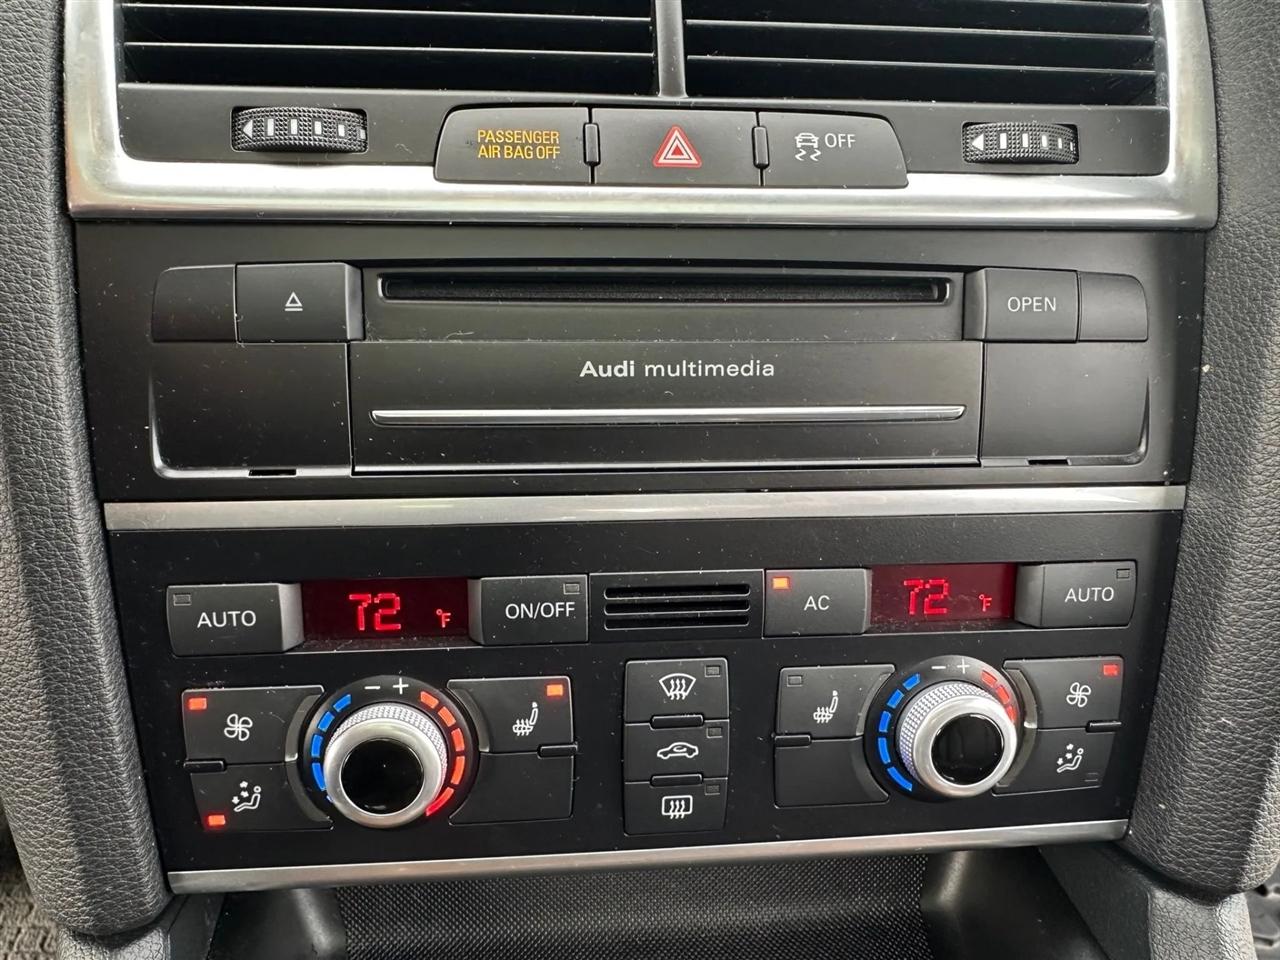 PASSENGER
AIR BAG OFF
OFF
OPEN
Audi multimedia
AUTO
72 °F
ON/OFF
AC
72 °F
AUTO
- +
- +